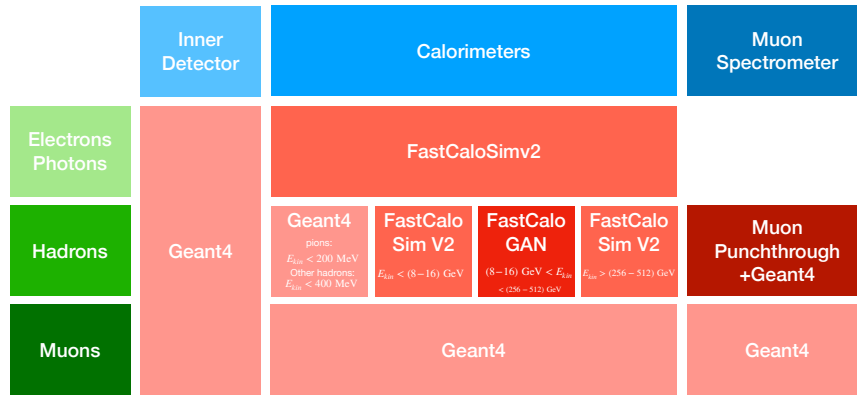 Inner
Detector
Calorimeters
Muon
Spectrometer
Electrons
Photons
FastCaloSimv2
Hadrons
Geant4
Geant4
pions:
E_kin < 200 MeV
Other hadrons:
E_kin < 400 MeV
FastCalo
Sim V2
E_kin < (8−16) GeV
FastCalo
GAN
(8−16) GeV < E_kin
< (256 − 512) GeV
FastCalo
Sim V2
E_kin > (256 − 512) GeV
Muon
Punchthrough
+Geant4
Muons
Geant4
Geant4